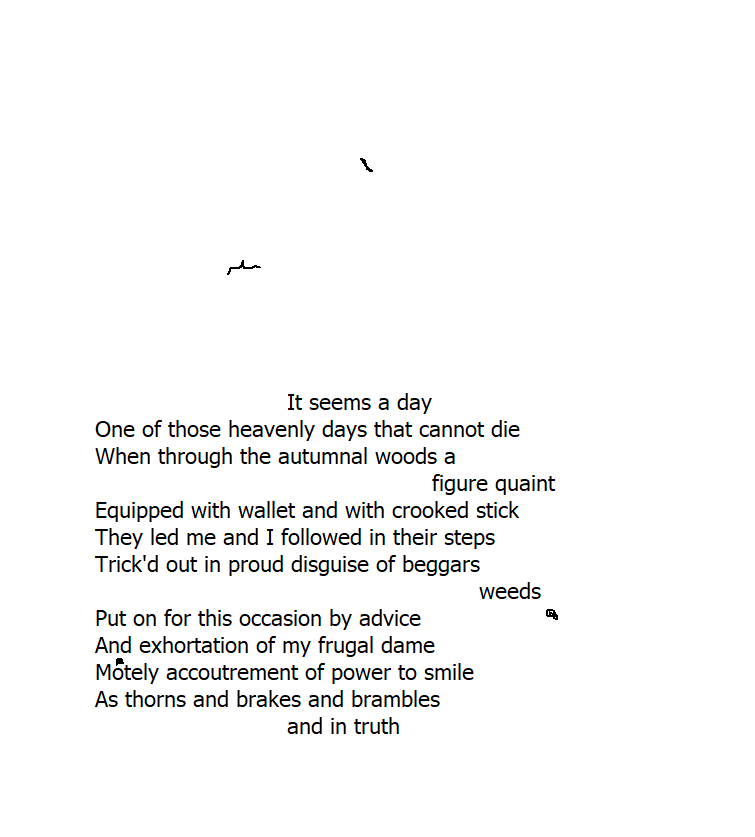 It seems a day
One of those heavenly days that cannot die
When through the autumnal woods a
figure quaint
Equipped with wallet and with crooked stick
They led me and I followed in their steps
Trick'd out in proud disguise of beggars
weeds
Put on for this occasion by advice
And exhortation of my frugal dame
Motely accoutrement of power to smile
As thorns and brakes and brambles
and in truth